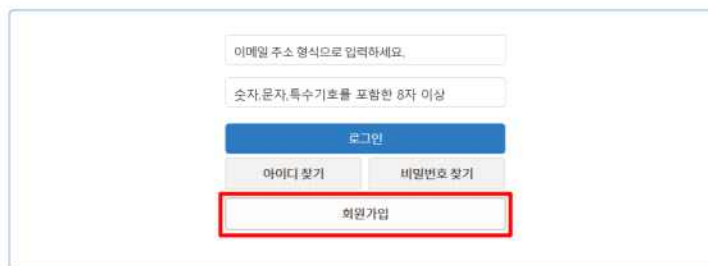 이메일 주소 형식으로 입력하세요.
숫자,문자,특수기호를 포함한 8자 이상
로그인
아이디 찾기 비밀번호 찾기
회원가입